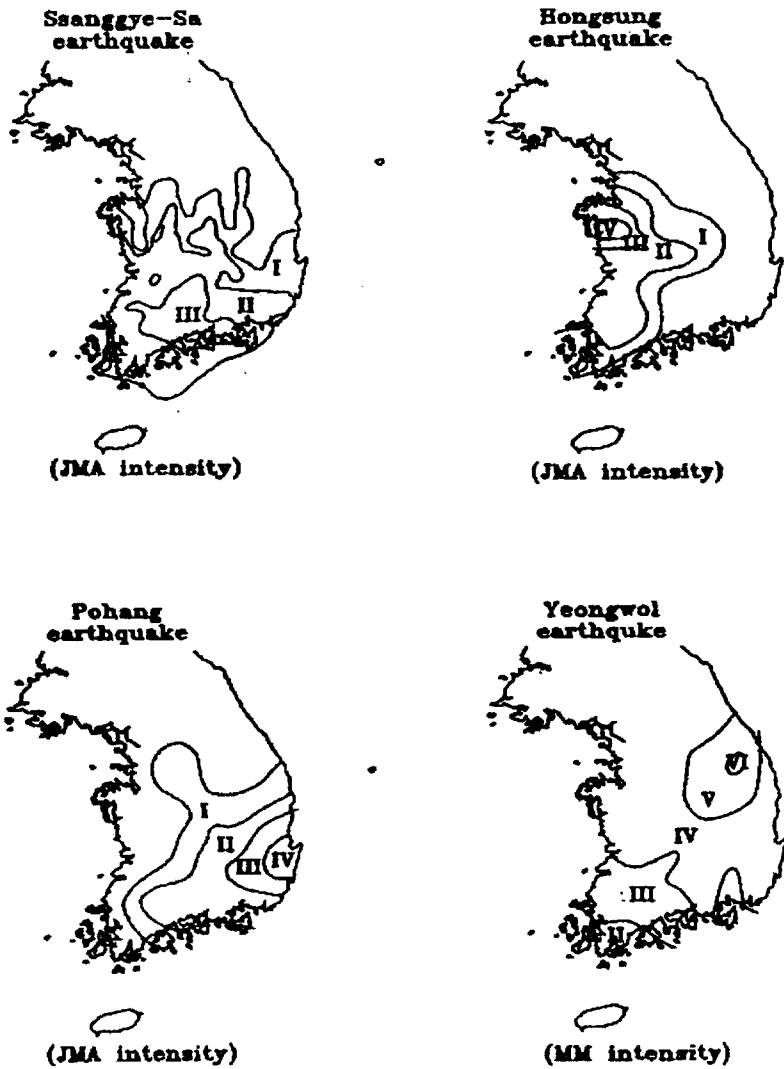 Ssanggye-Sa
earthquake
I
II
III
(JMA intensity)
Hongsung
earthquake
IV
III
II
I
(JMA intensity)
Pohang
earthquake
I
II
III
IV
(JMA intensity)
Yeongwol
earthquke
VI
V
IV
III
II
(MM intensity)